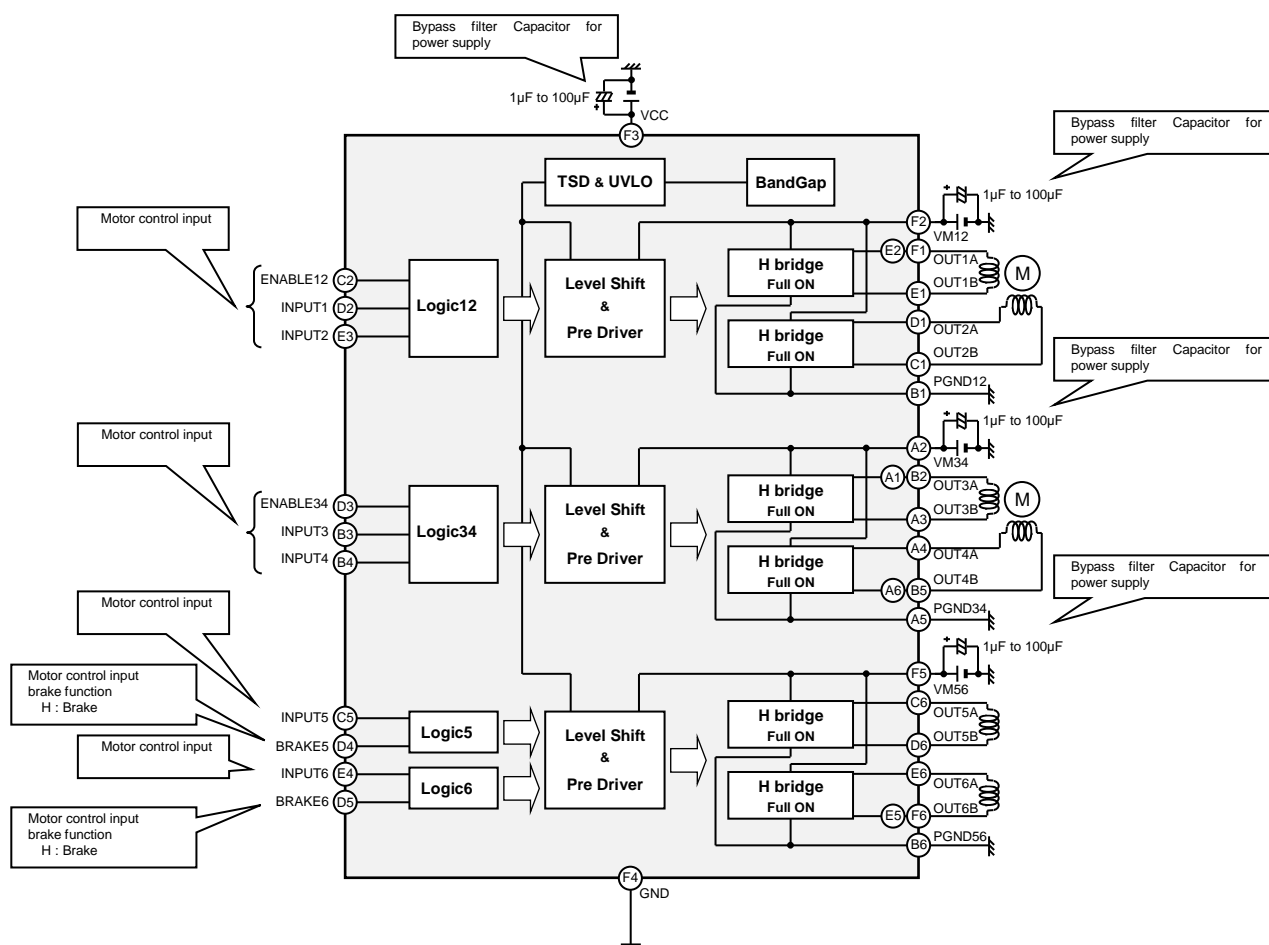 Bypass filter Capacitor for
power supply
1µF to 100µF
+
VCC
F3
Bypass filter Capacitor for
power supply
TSD & UVLO
BandGap
+
1µF to 100µF
F2
VM12
Motor control input
H bridge
Full ON
E2
F1
OUT1A
OUT1B
E1
M
ENABLE12
C2
INPUT1
D2
INPUT2
E3
Logic12
Level Shift
&
Pre Driver
H bridge
Full ON
D1
OUT2A
OUT2B
C1
B1
PGND12
Bypass filter Capacitor for
power supply
+
1µF to 100µF
A2
VM34
Motor control input
H bridge
Full ON
A1
B2
OUT3A
OUT3B
A3
M
ENABLE34
D3
INPUT3
B3
INPUT4
B4
Logic34
Level Shift
&
Pre Driver
H bridge
Full ON
A4
OUT4A
OUT4B
A6
B5
A5
PGND34
Bypass filter Capacitor for
power supply
+
1µF to 100µF
F5
VM56
Motor control input
Motor control input
brake function
H : Brake
Motor control input
Motor control input
brake function
H : Brake
INPUT5
C5
BRAKE5
D4
INPUT6
E4
BRAKE6
D5
Logic5
Logic6
Level Shift
&
Pre Driver
H bridge
Full ON
C6
OUT5A
OUT5B
D6
H bridge
Full ON
E6
OUT6A
OUT6B
E5
F6
B6
PGND56
F4
GND